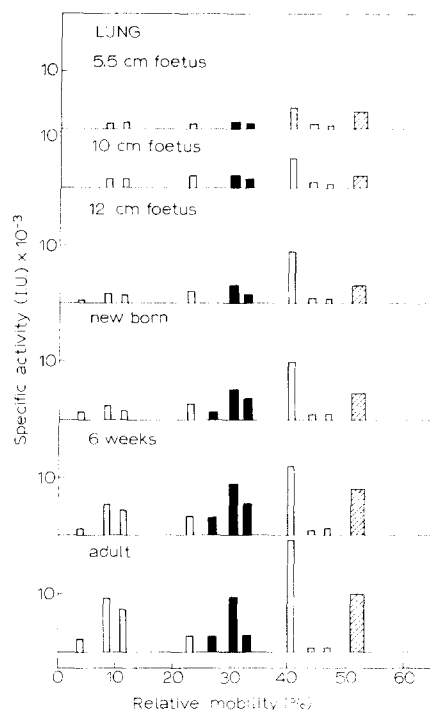 LUNG
5.5 cm foetus
10
10 cm foetus
10
12 cm foetus
10
new born
10
6 weeks
10
adult
10
Specific activity (IU) × 10⁻³
0 10 20 30 40 50 60
Relative mobility (%)